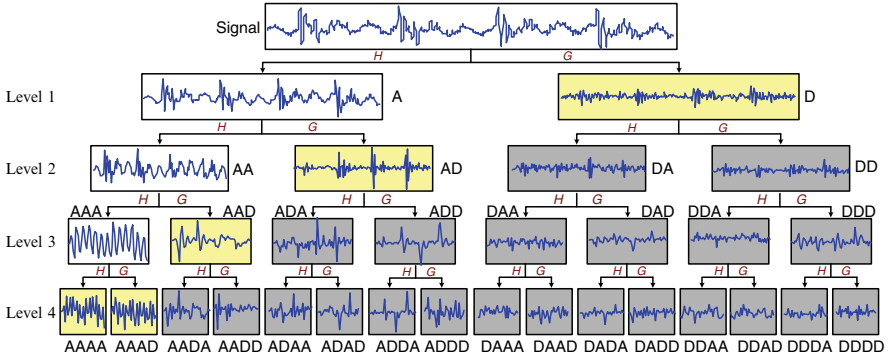 Signal
H G
Level 1 A D
H G H G
Level 2 AA AD DA DD
H G H G H G H G
AAA AAD ADA ADD DAA DAD DDA DDD
Level 3
H G H G H G H G H G H G H G H G
Level 4
AAAA AAAD AADA AADD ADAA ADAD ADDA ADDD DAAA DAAD DADA DADD DDAA DDAD DDDA DDDD